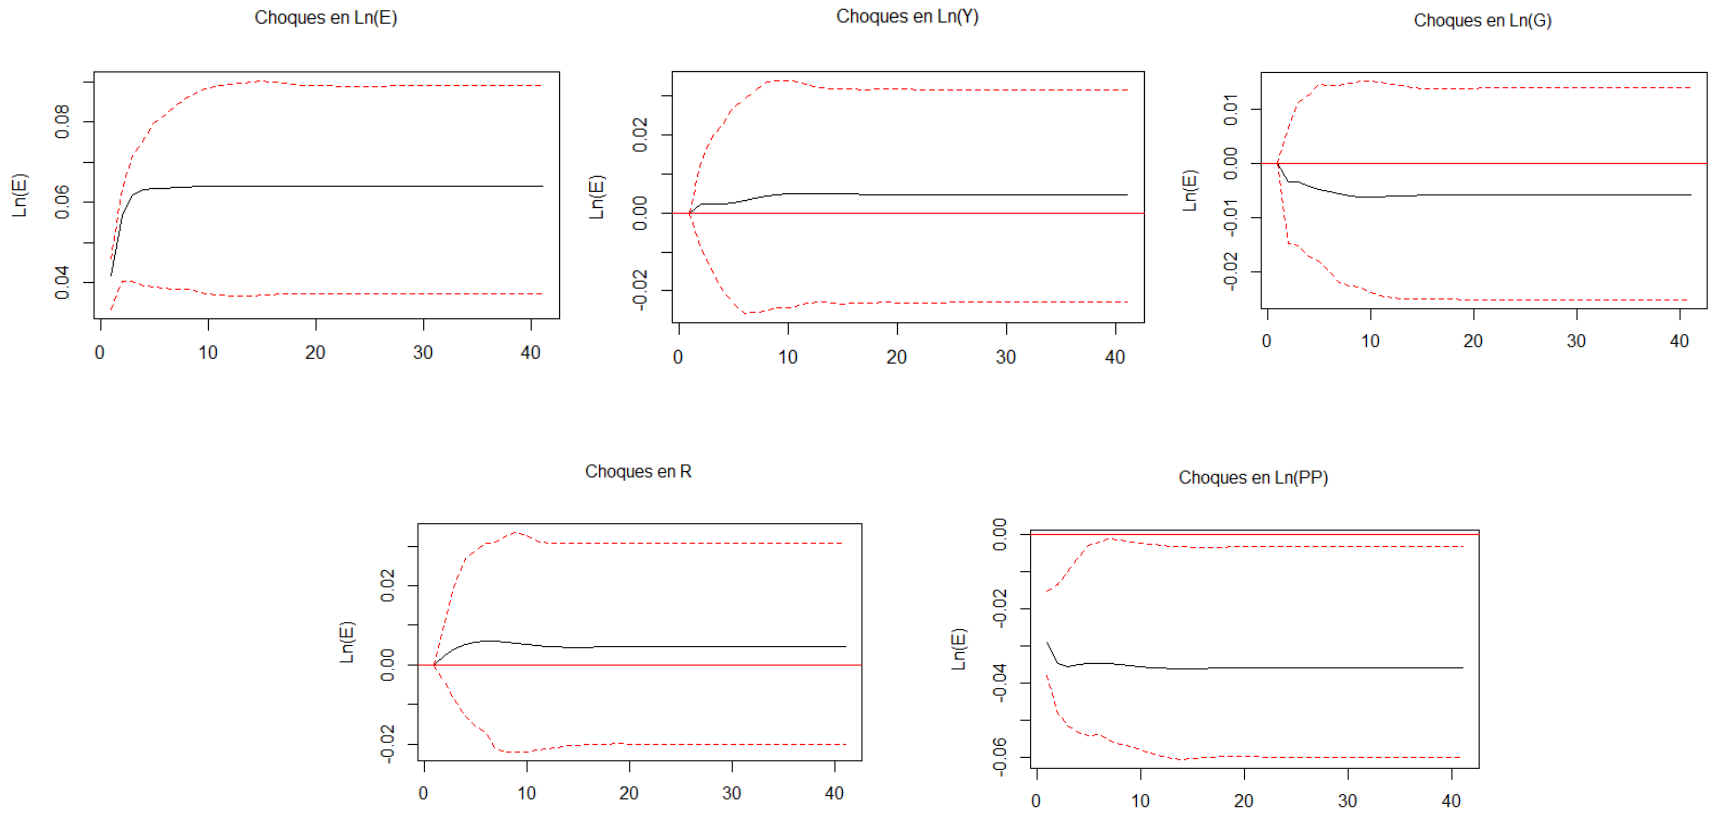 Choques en Ln(E)
Ln(E)
0.08
0.06
0.04
0 10 20 30 40
Choques en Ln(Y)
Ln(E)
0.02
0.00
-0.02
0 10 20 30 40
Choques en Ln(G)
Ln(E)
0.01
0.00
-0.01
-0.02
0 10 20 30 40
Choques en R
Ln(E)
0.02
0.00
-0.02
0 10 20 30 40
Choques en Ln(PP)
Ln(E)
0.00
-0.02
-0.04
-0.06
0 10 20 30 40